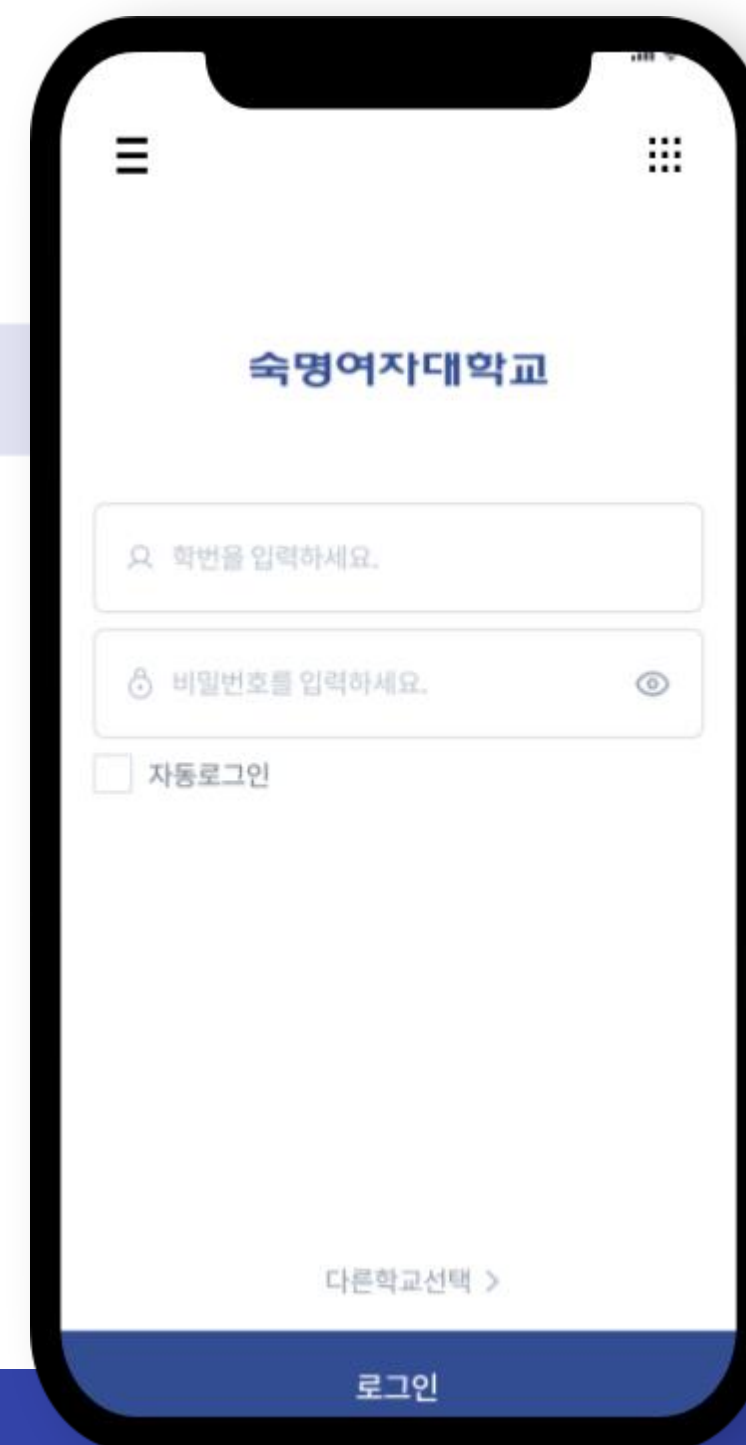 숙명여자대학교
학번을 입력하세요.
비밀번호를 입력하세요.
자동로그인
다른학교선택 >
로그인